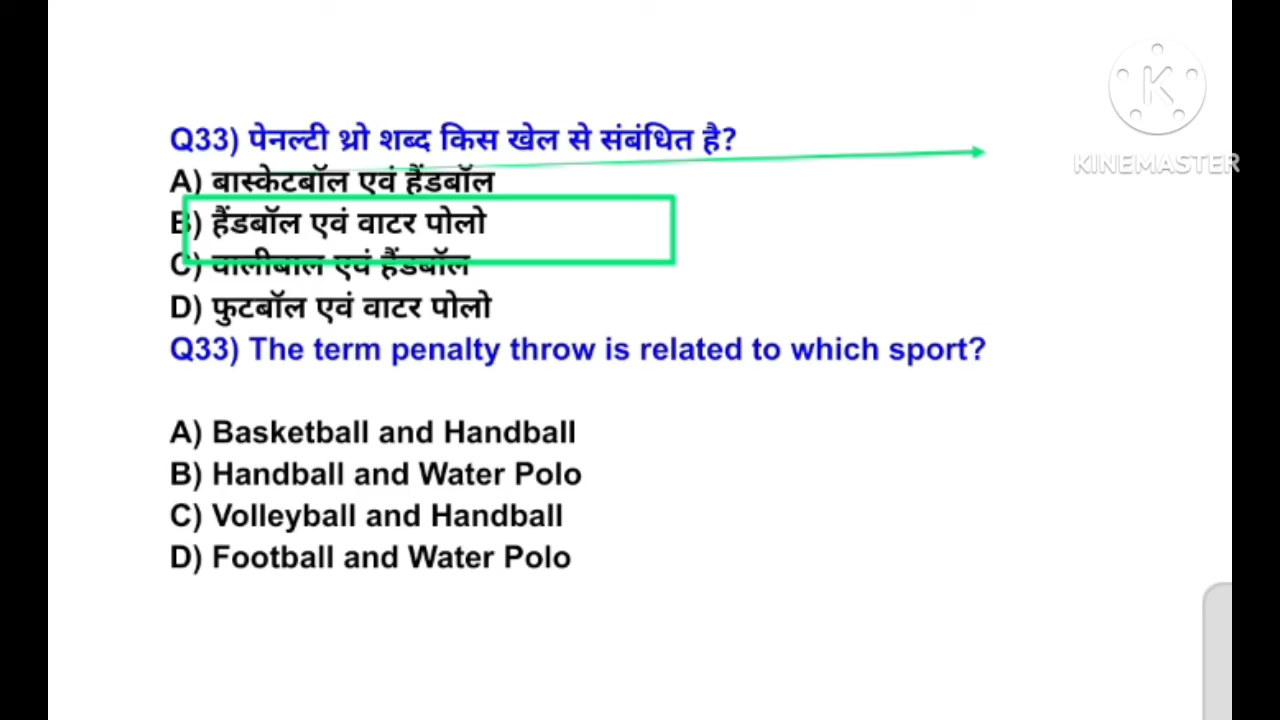 Q33) पेनल्टी थ्रो शब्द किस खेल से संबंधित है?
A) बास्केटबॉल एवं हैंडबॉल
B) हैंडबॉल एवं वाटर पोलो
C) वालीबाल एवं हैंडबॉल
D) फुटबॉल एवं वाटर पोलो
Q33) The term penalty throw is related to which sport?
A) Basketball and Handball
B) Handball and Water Polo
C) Volleyball and Handball
D) Football and Water Polo
K
KINEMASTER